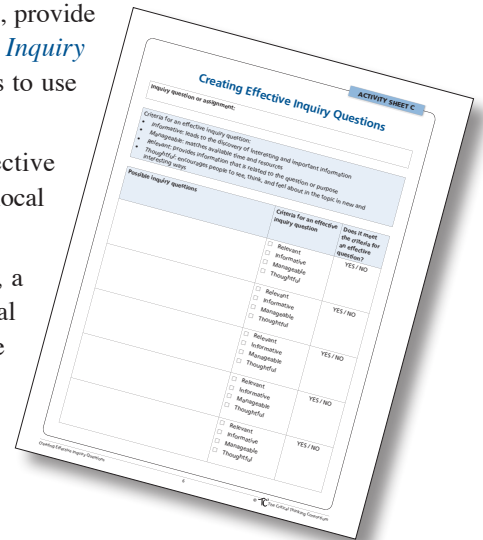 , provide
Inquiry
s to use
ective
local
, a
al
e
ACTIVITY SHEET C
Creating Effective Inquiry Questions
Inquiry question or assignment:
Criteria for an effective inquiry question:
• Informative: leads to the discovery of interesting and important information
• Manageable: matches available time and resources
• Relevant: provides information that is related to the question or purpose
• Thoughtful: encourages people to see, think, and feel about the topic in new and
interesting ways
Possible inquiry questions
Criteria for an effective
inquiry question
Does it meet
the criteria for
an effective
question?
□ Relevant
□ Informative
□ Manageable
□ Thoughtful
YES / NO
□ Relevant
□ Informative
□ Manageable
□ Thoughtful
YES / NO
□ Relevant
□ Informative
□ Manageable
□ Thoughtful
YES / NO
□ Relevant
□ Informative
□ Manageable
□ Thoughtful
YES / NO
□ Relevant
□ Informative
□ Manageable
□ Thoughtful
YES / NO
Creating Effective Inquiry Questions
The Critical Thinking Consortium